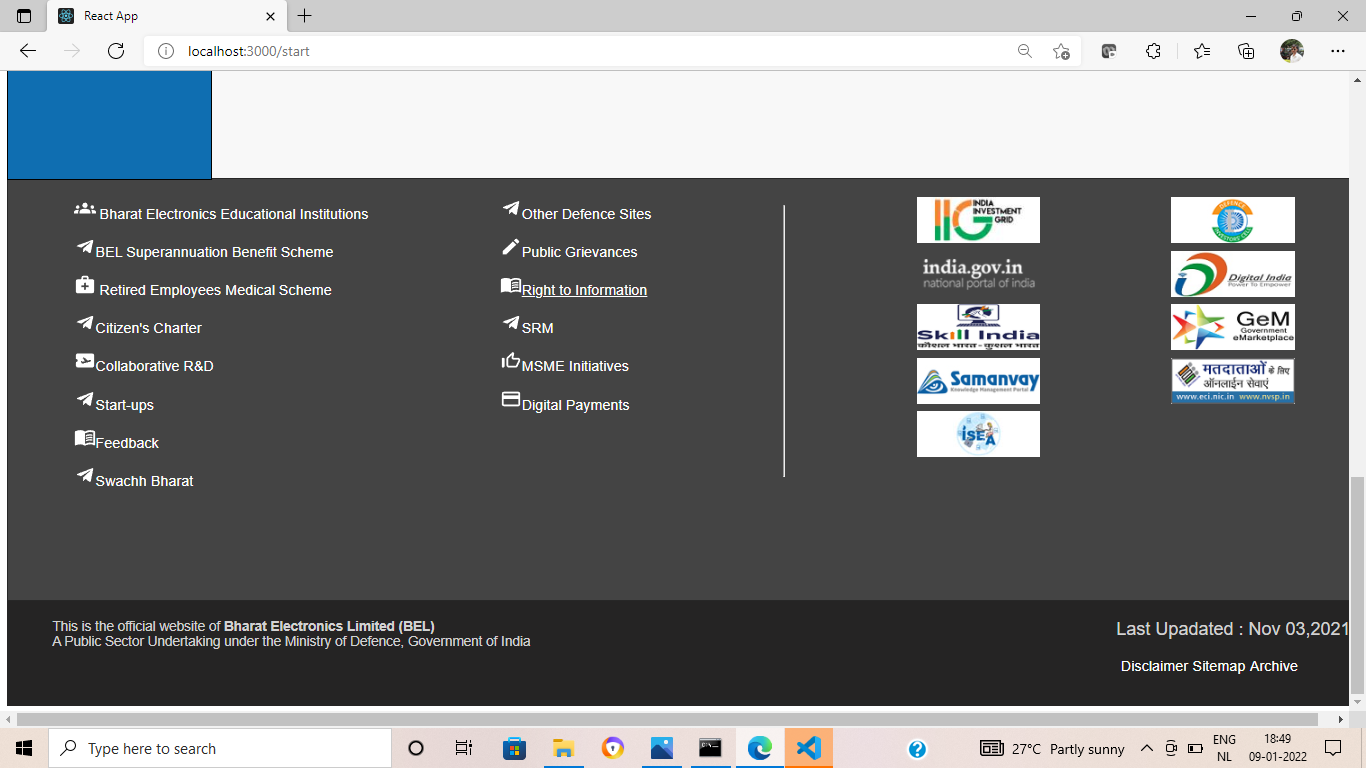 React App
localhost:3000/start
Bharat Electronics Educational Institutions
BEL Superannuation Benefit Scheme
Retired Employees Medical Scheme
Citizen's Charter
Collaborative R&D
Start-ups
Feedback
Swachh Bharat
Other Defence Sites
Public Grievances
Right to Information
SRM
MSME Initiatives
Digital Payments
IIG INDIA
INVESTMENT
GRID
india.gov.in
national portal of india
Skill India
कौशल भारत - कुशल भारत
Samanvay
Knowledge Management Portal
ISEA
DEFENCE
Digital India
Power To Empower
GeM
Government
eMarketplace
मतदाताओं के लिए
ऑनलाईन सेवाएं
www.eci.nic.in www.nvsp.in
This is the official website of Bharat Electronics Limited (BEL)
A Public Sector Undertaking under the Ministry of Defence, Government of India
Last Upadated : Nov 03,2021
Disclaimer Sitemap Archive
Type here to search
27°C Partly sunny
ENG
NL
18:49
09-01-2022